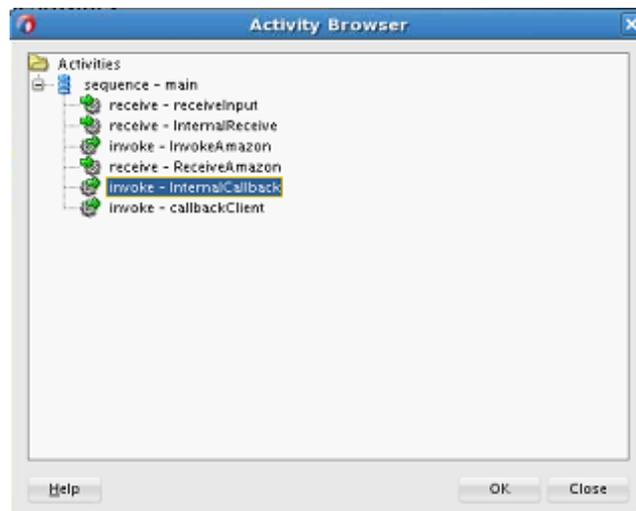 Activity Browser
Activities
sequence - main
receive - receiveInput
receive - InternalReceive
invoke - InvokeAmazon
receive - ReceiveAmazon
invoke - InternalCallback
invoke - callbackClient
Help OK Close